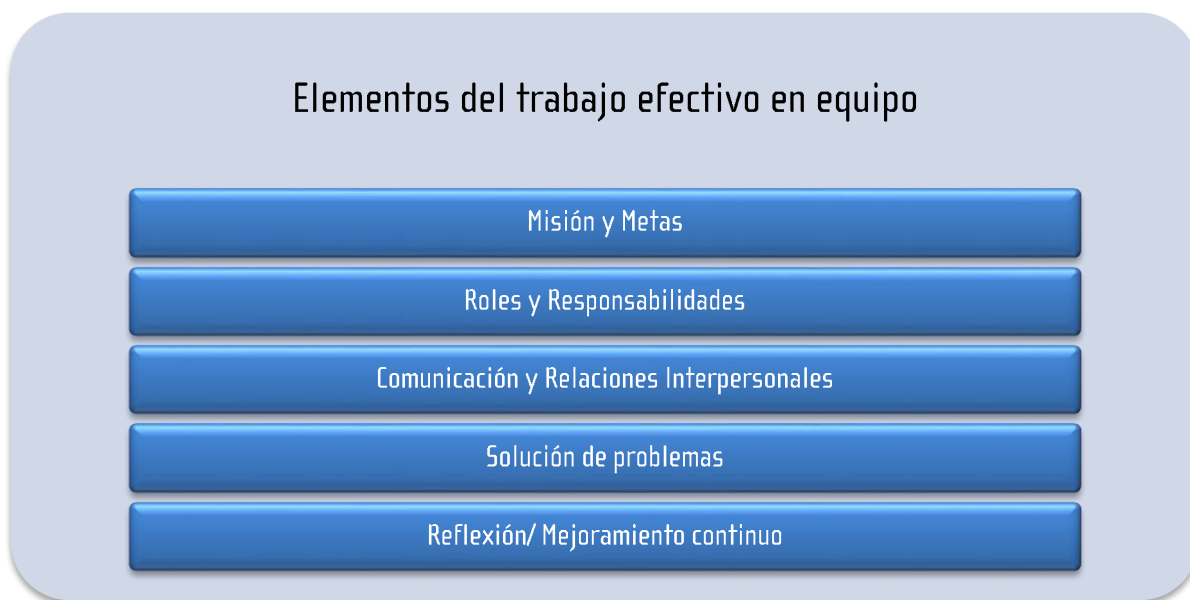 Elementos del trabajo efectivo en equipo
Misión y Metas
Roles y Responsabilidades
Comunicación y Relaciones Interpersonales
Solución de problemas
Reflexión/ Mejoramiento continuo